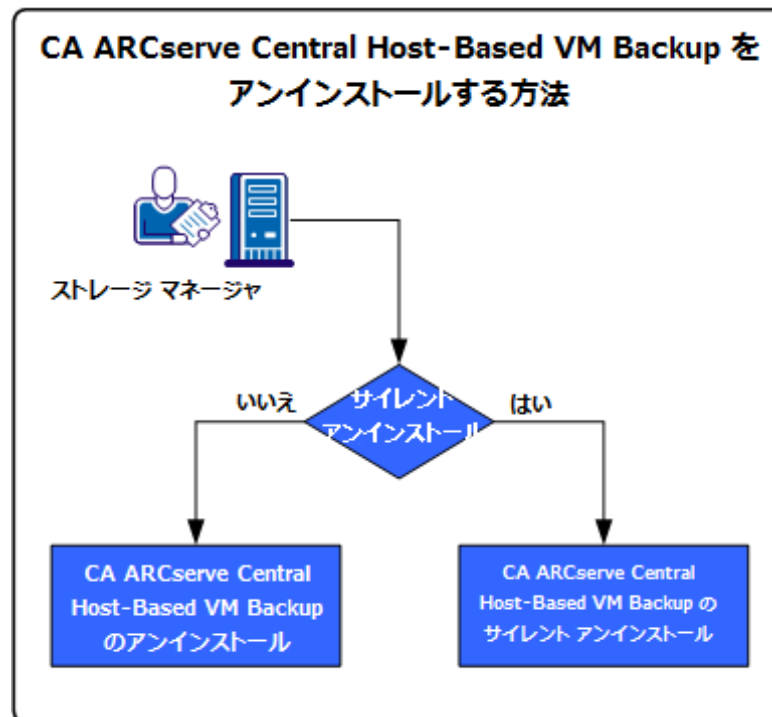 CA ARCserve Central Host-Based VM Backup を
アンインストールする方法
ストレージ マネージャ
サイレント
アンインストール
いいえ
はい
CA ARCserve Central
Host-Based VM Backup
のアンインストール
CA ARCserve Central
Host-Based VM Backup の
サイレント アンインストール